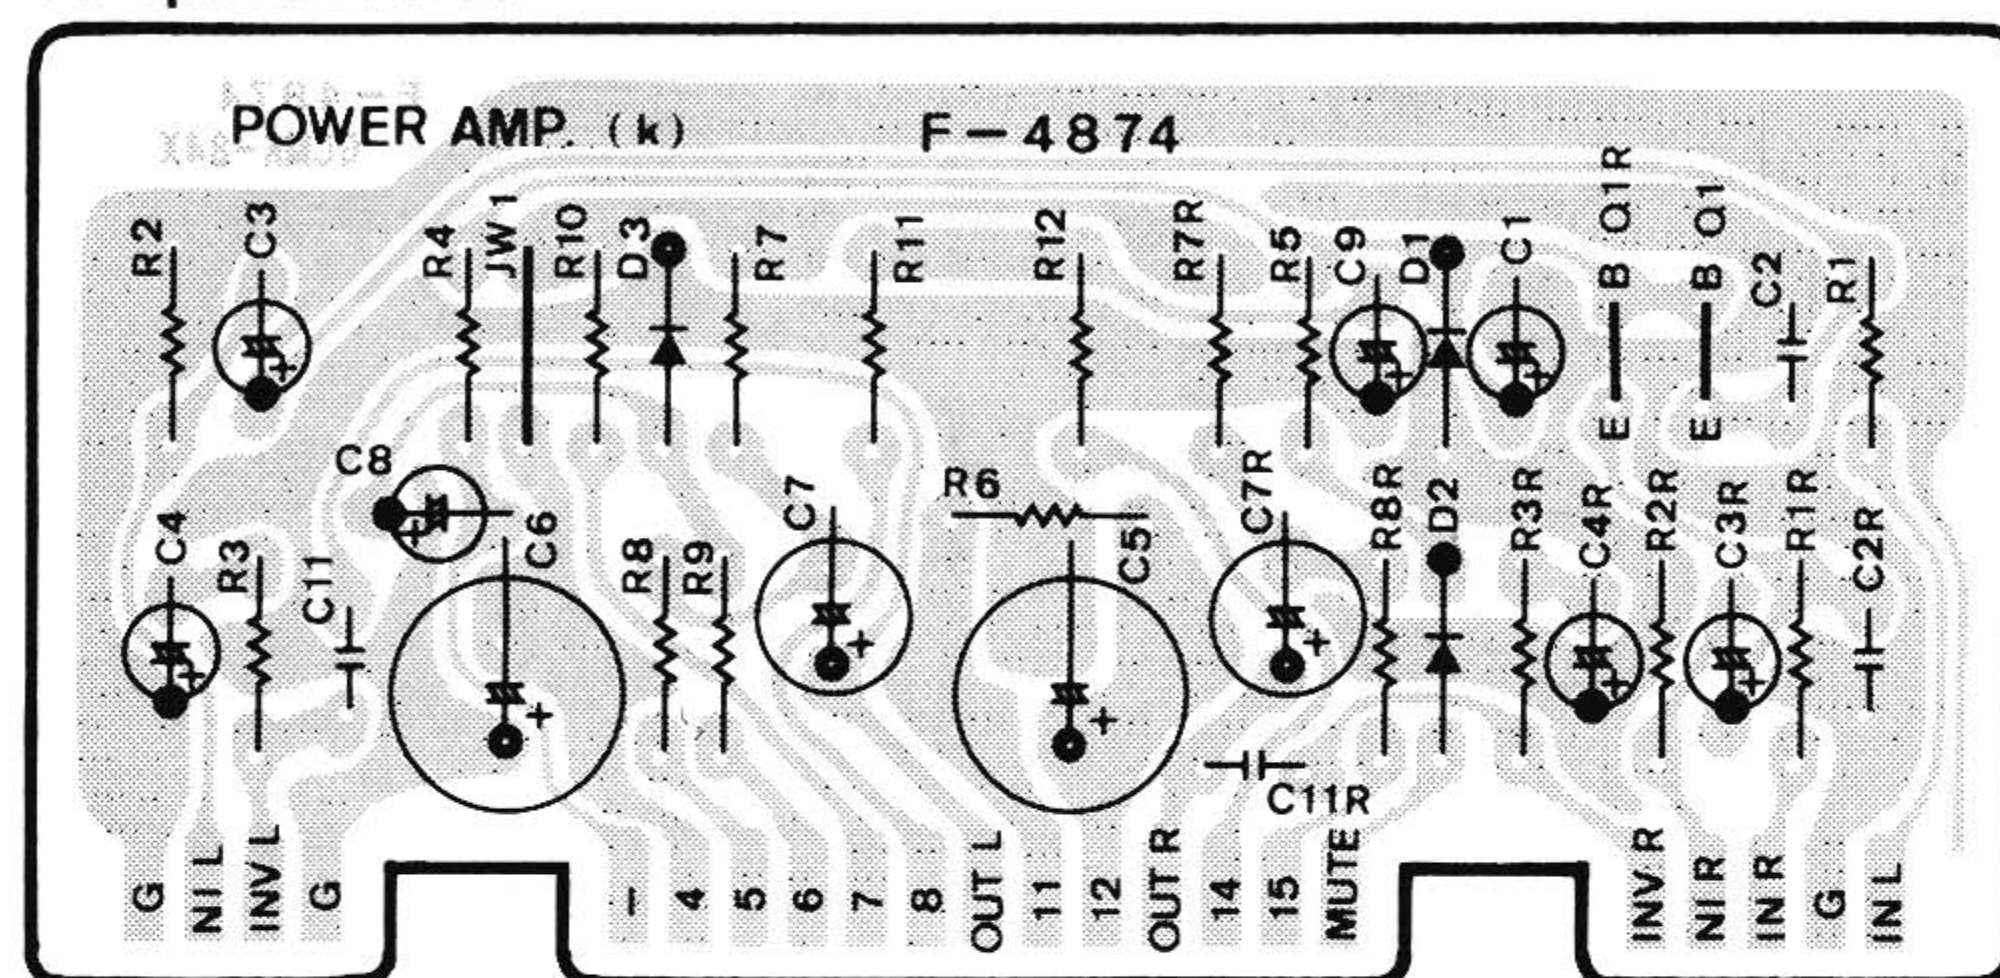 POWER AMP. (k) F-4874
R2
C3
R4
JW1
R10
D3
R7
R11
R12
R7R
R5
C9
D1
C1
B Q1R
E
B Q1
E
C2
R1
C8
C4
R3
C11
C6
R8
R9
C7
R6
C5
C7R
R8R
D2
R3R
C4R
R2R
C3R
R1R
C2R
C11R
G
NI L
INV L
G
-
4
5
6
7
8
OUT L
11
12
OUT R
14
15
MUTE
INV R
NI R
IN R
G
IN L